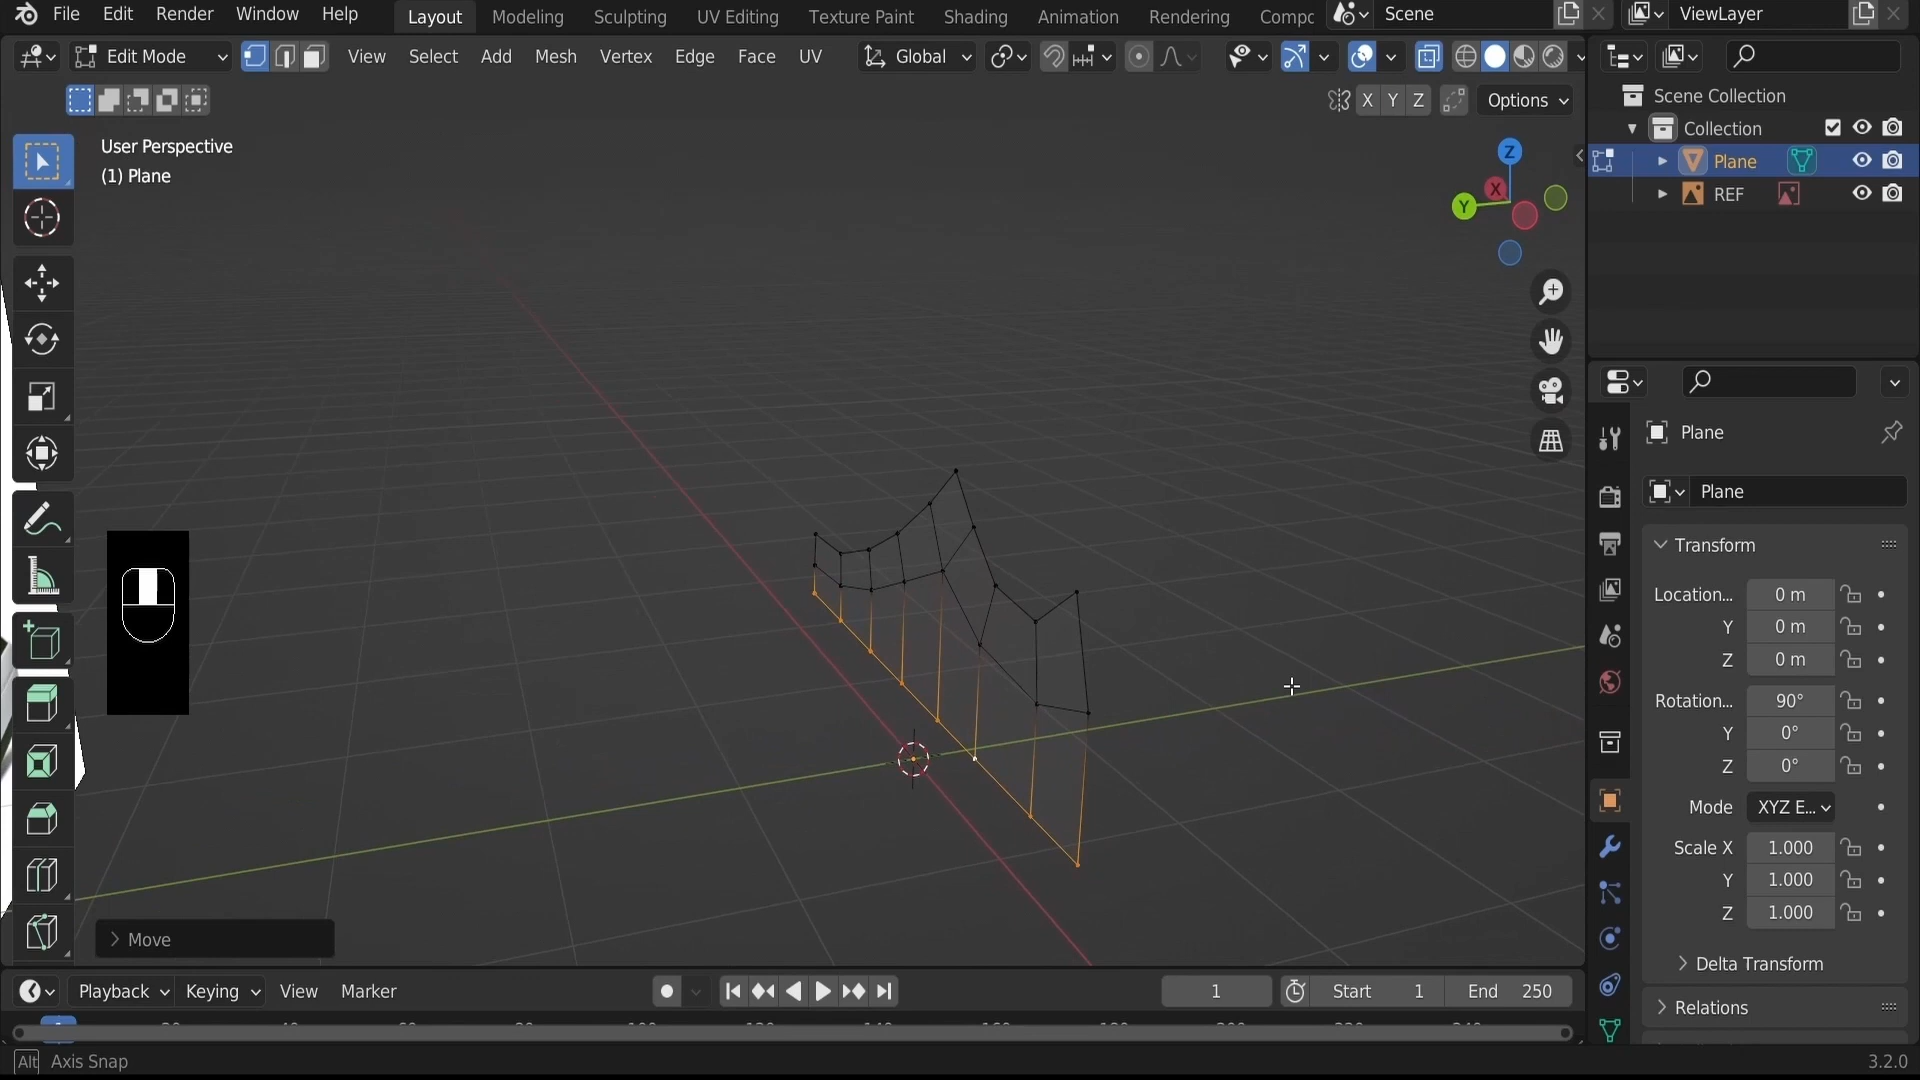 File Edit Render Window Help Layout Modeling Sculpting UV Editing Texture Paint Shading Animation Rendering Scene ViewLayer
Edit Mode View Select Add Mesh Vertex Edge Face UV Global
X Y Z Options
Scene Collection
Collection
Plane
REF
User Perspective
(1) Plane
Z
X
Y
Plane
Plane
Transform
Location... 0 m
Y 0 m
Z 0 m
Rotation... 90°
Y 0°
Z 0°
Mode XYZ E...
Scale X 1.000
Y 1.000
Z 1.000
Delta Transform
Relations
Move
Playback Keying View Marker 1 Start 1 End 250
Alt Axis Snap 3.2.0